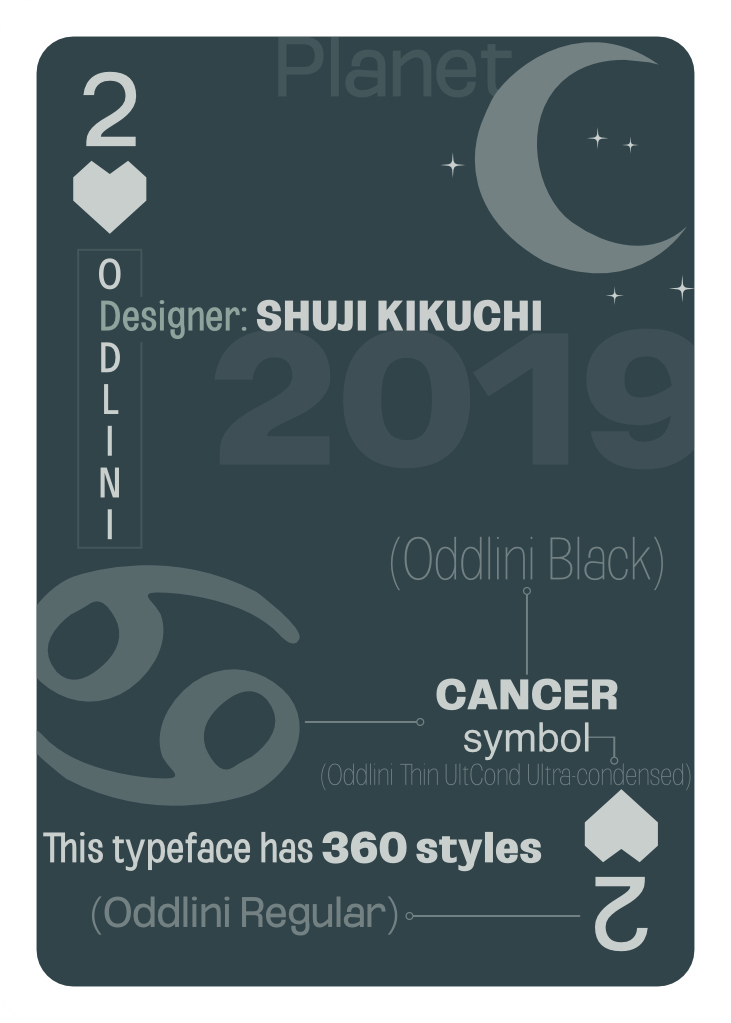 Planet
2
ODDLINI
Designer: SHUJI KIKUCHI
2019
(Oddlini Black)
CANCER
symbol
(Oddlini Thin UltCond Ultra-condensed)
This typeface has 360 styles
(Oddlini Regular)
2